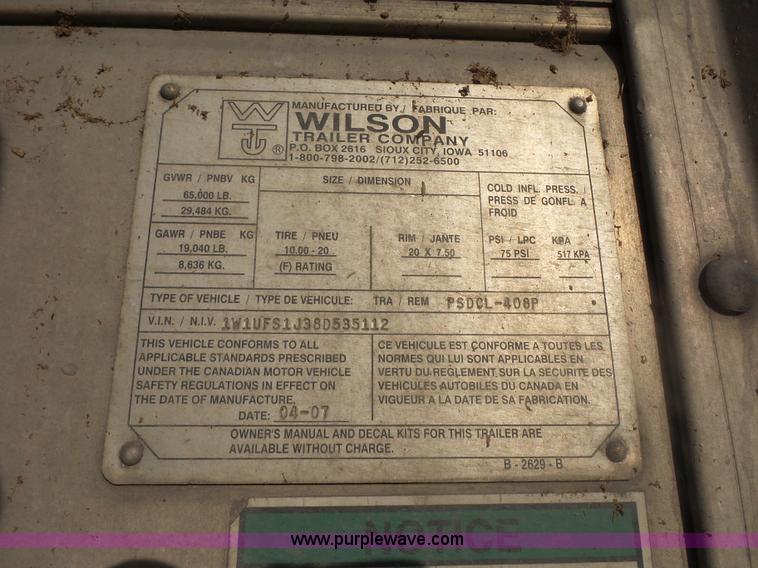 MANUFACTURED BY / FABRIQUE PAR:
WILSON
TRAILER COMPANY
P.O. BOX 2616 SIOUX CITY, IOWA 51106
1-800-798-2002/(712)252-6500
®
GVWR / PNBV KG
65,000 LB.
29,484 KG.
SIZE / DIMENSION
COLD INFL. PRESS. /
PRESS DE GONFL. A
FROID
GAWR / PNBE KG
19,040 LB.
8,636 KG.
TIRE / PNEU
10.00 - 20
(F) RATING
RIM / JANTE
20 X 7.50
PSI / LPC KPA
75 PSI 517 KPA
TYPE OF VEHICLE / TYPE DE VÉHICULE: TRA / REM PSDCL-408P
V.I.N. / N.I.V. 1W1UFS1J38D535112
THIS VEHICLE CONFORMS TO ALL
APPLICABLE STANDARDS PRESCRIBED
UNDER THE CANADIAN MOTOR VEHICLE
SAFETY REGULATIONS IN EFFECT ON
THE DATE OF MANUFACTURE.
DATE: 04-07
CE VEHICULE EST CONFORME A TOUTES LES
NORMES QUI LUI SONT APPLICABLES EN
VERTU DU REGLEMENT SUR LA SECURITE DES
VEHICULES AUTOBILES DU CANADA EN
VIGUEUR A LA DATE DE SA FABRICATION.
OWNER'S MANUAL AND DECAL KITS FOR THIS TRAILER ARE
AVAILABLE WITHOUT CHARGE.
B - 2629 - B
NOTICE
www.purplewave.com